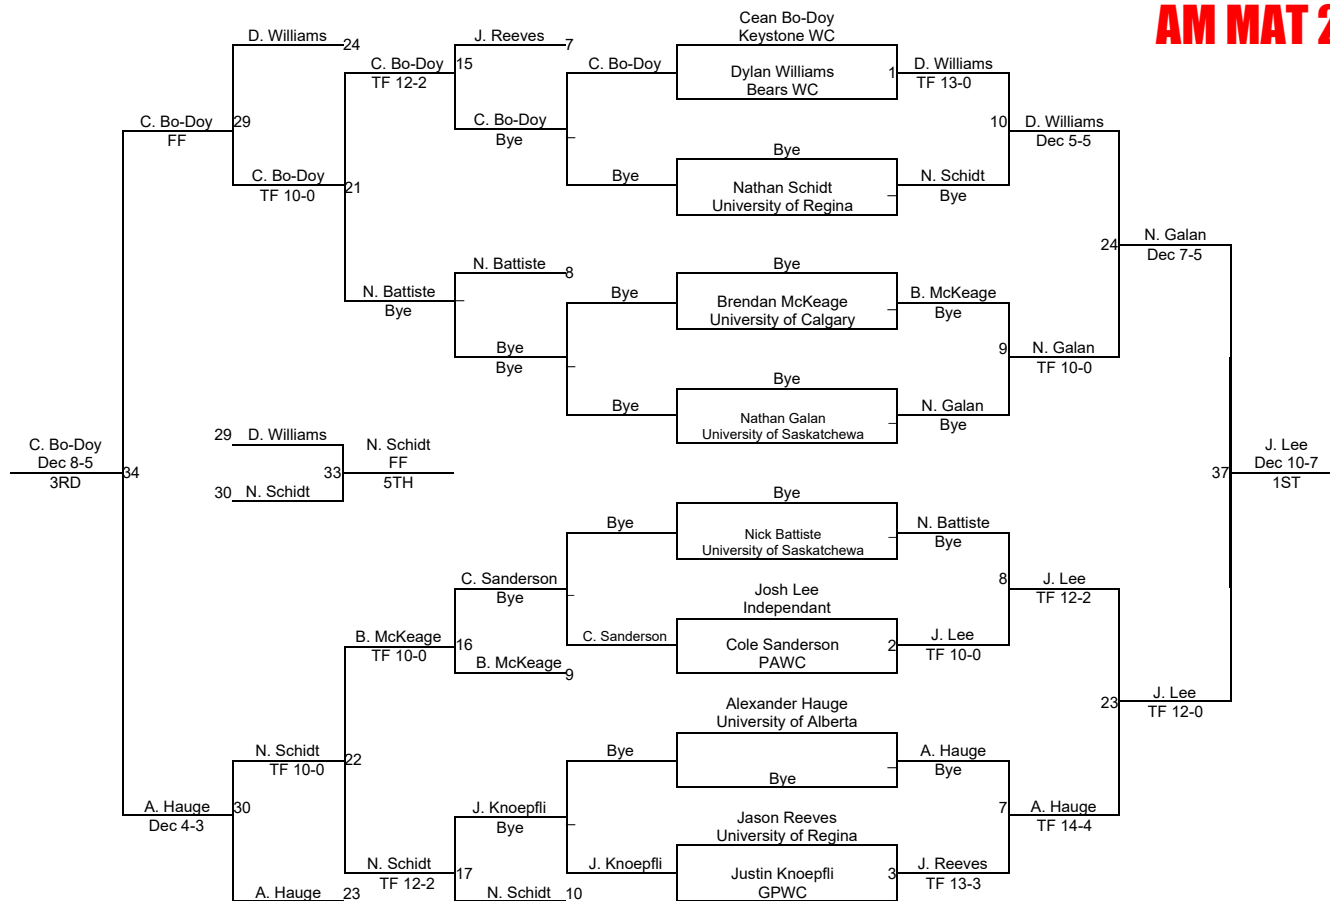 AM MAT 2
Cean Bo-Doy
Keystone WC
D. Williams
24
J. Reeves
7
C. Bo-Doy
TF 12-2
15
C. Bo-Doy
Dylan Williams
Bears WC
1
D. Williams
TF 13-0
C. Bo-Doy
FF
29
C. Bo-Doy
Bye
10
D. Williams
Dec 5-5
Bye
C. Bo-Doy
TF 10-0
21
Bye
Nathan Schidt
University of Regina
N. Schidt
Bye
24
N. Galan
Dec 7-5
N. Battiste
8
Bye
N. Battiste
Bye
Bye
Brendan McKeage
University of Calgary
B. McKeage
Bye
Bye
Bye
9
N. Galan
TF 10-0
Bye
Bye
Nathan Galan
University of Saskatchewa
N. Galan
Bye
C. Bo-Doy
Dec 8-5
3RD
34
29
D. Williams
30
N. Schidt
33
N. Schidt
FF
5TH
37
J. Lee
Dec 10-7
1ST
Bye
Bye
Nick Battiste
University of Saskatchewa
N. Battiste
Bye
C. Sanderson
Bye
Josh Lee
Independant
8
J. Lee
TF 12-2
B. McKeage
TF 10-0
16
C. Sanderson
Cole Sanderson
PAWC
2
J. Lee
TF 10-0
B. McKeage
9
Alexander Hauge
University of Alberta
23
J. Lee
TF 12-0
N. Schidt
TF 10-0
22
Bye
Bye
A. Hauge
Bye
A. Hauge
Dec 4-3
30
J. Knoepfli
Bye
Jason Reeves
University of Regina
7
A. Hauge
TF 14-4
N. Schidt
TF 12-2
17
J. Knoepfli
Justin Knoepfli
GPWC
3
J. Reeves
TF 13-3
A. Hauge
23
N. Schidt
10